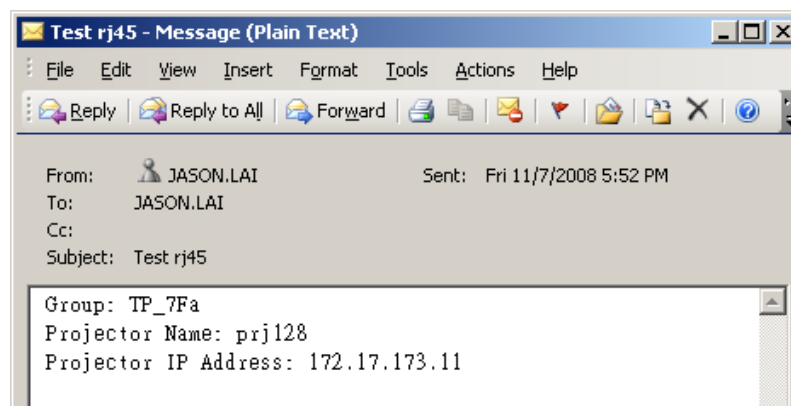 Test rj45 - Message (Plain Text)
File Edit View Insert Format Tools Actions Help
Reply Reply to All Forward
From: JASON.LAI Sent: Fri 11/7/2008 5:52 PM
To: JASON.LAI
Cc:
Subject: Test rj45
Group: TP_7Fa
Projector Name: prj128
Projector IP Address: 172.17.173.11